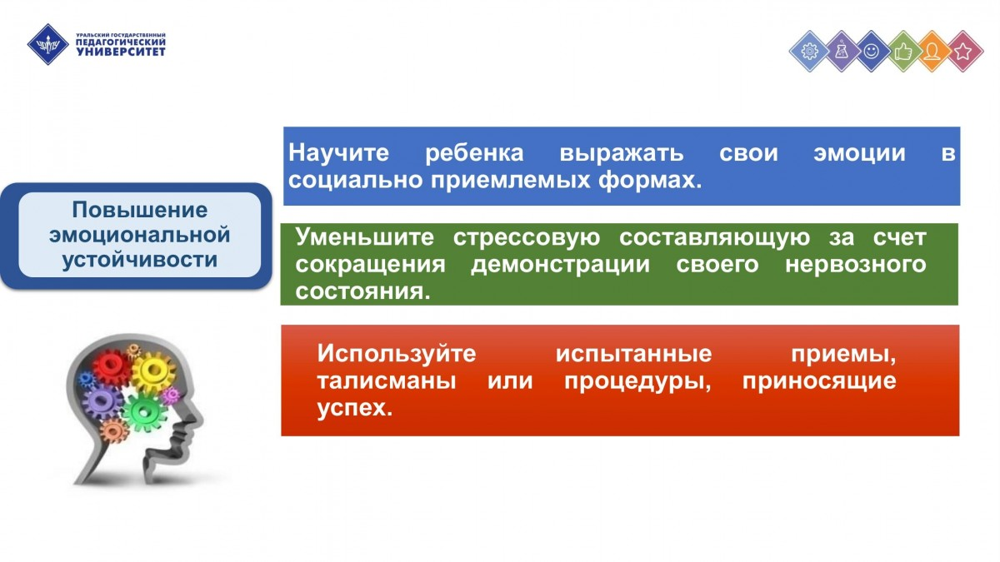 УРАЛЬСКИЙ ГОСУДАРСТВЕННЫЙ
ПЕДАГОГИЧЕСКИЙ
УНИВЕРСИТЕТ
УрГПУ
Повышение
эмоциональной
устойчивости
Научите ребенка выражать свои эмоции в
социально приемлемых формах.
Уменьшите стрессовую составляющую за счет
сокращения демонстрации своего нервозного
состояния.
Используйте испытанные приемы,
талисманы или процедуры, приносящие
успех.